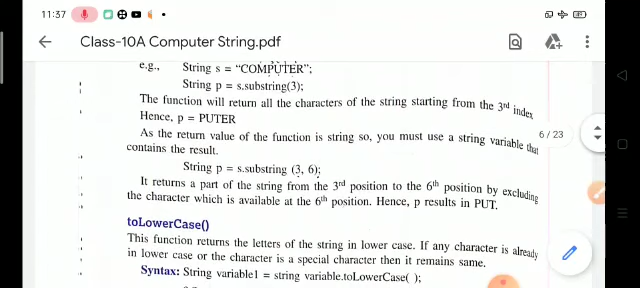 11:37
Class-10A Computer String.pdf
e.g., String s = "COMPUTER";
String p = s.substring(3);
The function will return all the characters of the string starting from the 3rd index
Hence, p = PUTER
As the return value of the function is string so, you must use a string variable that
6/23
contains the result.
String p = s.substring (3, 6);
It returns a part of the string from the 3rd position to the 6th position by excluding
the character which is available at the 6th position. Hence, p results in PUT.
toLowerCase()
This function returns the letters of the string in lower case. If any character is already
in lower case or the character is a special character then it remains same.
Syntax: String variable1 = string variable.toLowerCase( );